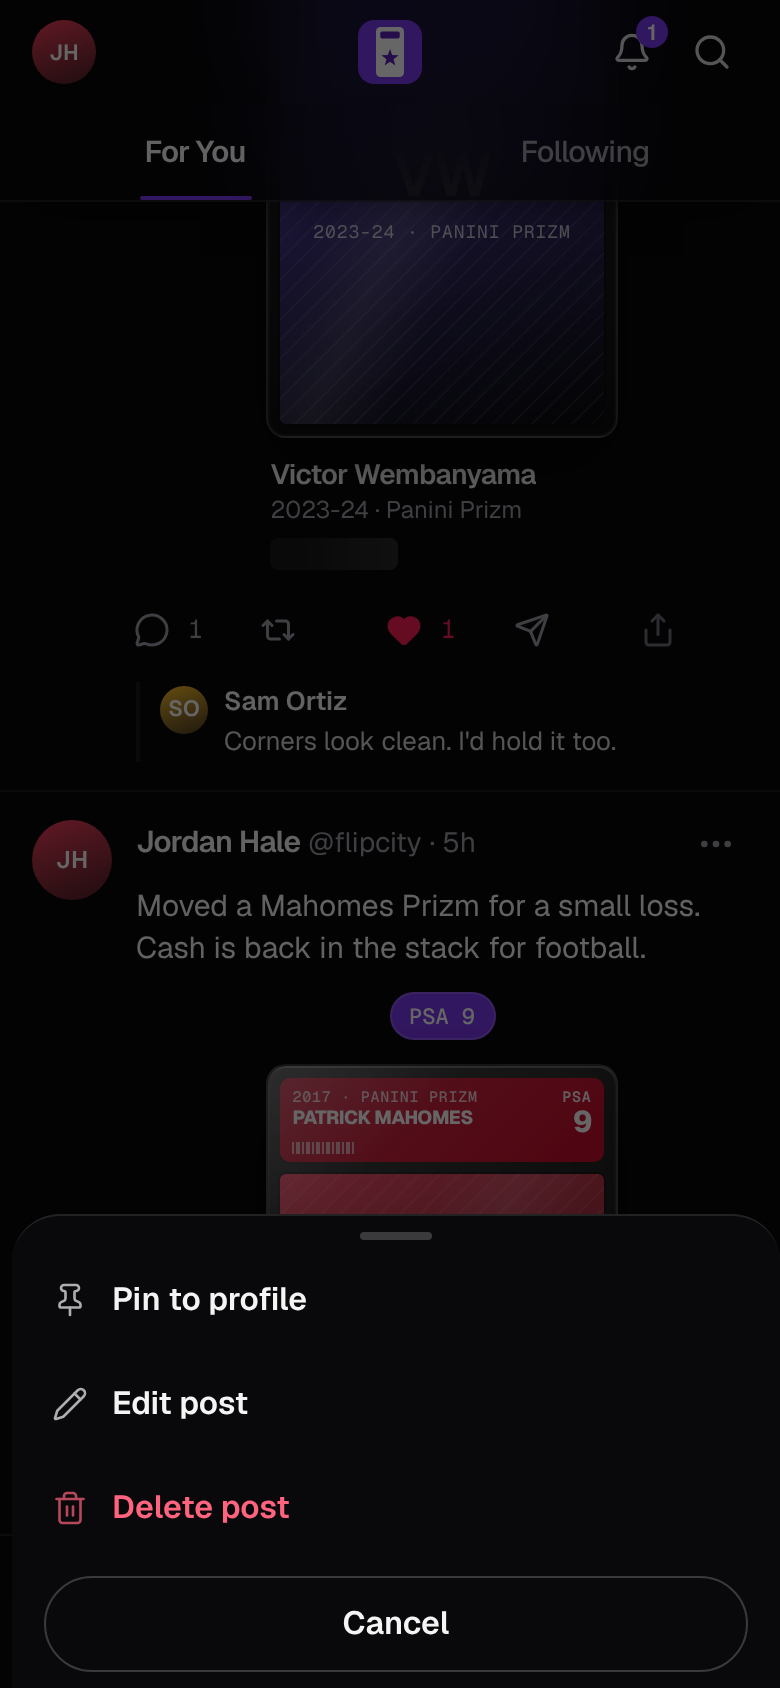 JH
1
For You
Following
VW
2023-24 · PANINI PRIZM
Victor Wembanyama
2023-24 · Panini Prizm
1
1
SO
Sam Ortiz
Corners look clean. I'd hold it too.
JH
Jordan Hale @flipcity · 5h
Moved a Mahomes Prizm for a small loss.
Cash is back in the stack for football.
PSA 9
2017 · PANINI PRIZM
PSA
PATRICK MAHOMES
9
Pin to profile
Edit post
Delete post
Cancel